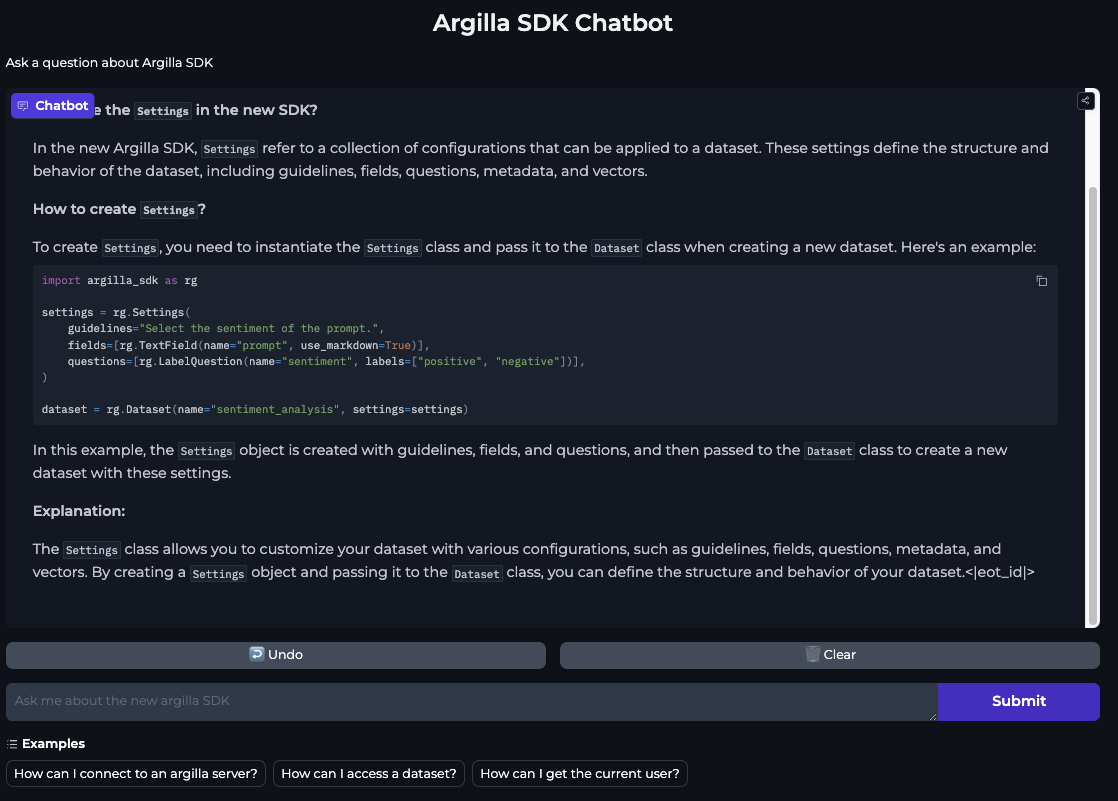 Argilla SDK Chatbot
Ask a question about Argilla SDK
Chatbot
e the Settings in the new SDK?
In the new Argilla SDK, Settings refer to a collection of configurations that can be applied to a dataset. These settings define the structure and
behavior of the dataset, including guidelines, fields, questions, metadata, and vectors.
How to create Settings?
To create Settings, you need to instantiate the Settings class and pass it to the Dataset class when creating a new dataset. Here's an example:
import argilla_sdk as rg
settings = rg.Settings(
    guidelines="Select the sentiment of the prompt.",
    fields=[rg.TextField(name="prompt", use_markdown=True)],
    questions=[rg.LabelQuestion(name="sentiment", labels=["positive", "negative"])],
)
dataset = rg.Dataset(name="sentiment_analysis", settings=settings)
In this example, the Settings object is created with guidelines, fields, and questions, and then passed to the Dataset class to create a new
dataset with these settings.
Explanation:
The Settings class allows you to customize your dataset with various configurations, such as guidelines, fields, questions, metadata, and
vectors. By creating a Settings object and passing it to the Dataset class, you can define the structure and behavior of your dataset.<|eot_id|>
Undo
Clear
Ask me about the new argilla SDK
Submit
Examples
How can I connect to an argilla server?
How can I access a dataset?
How can I get the current user?